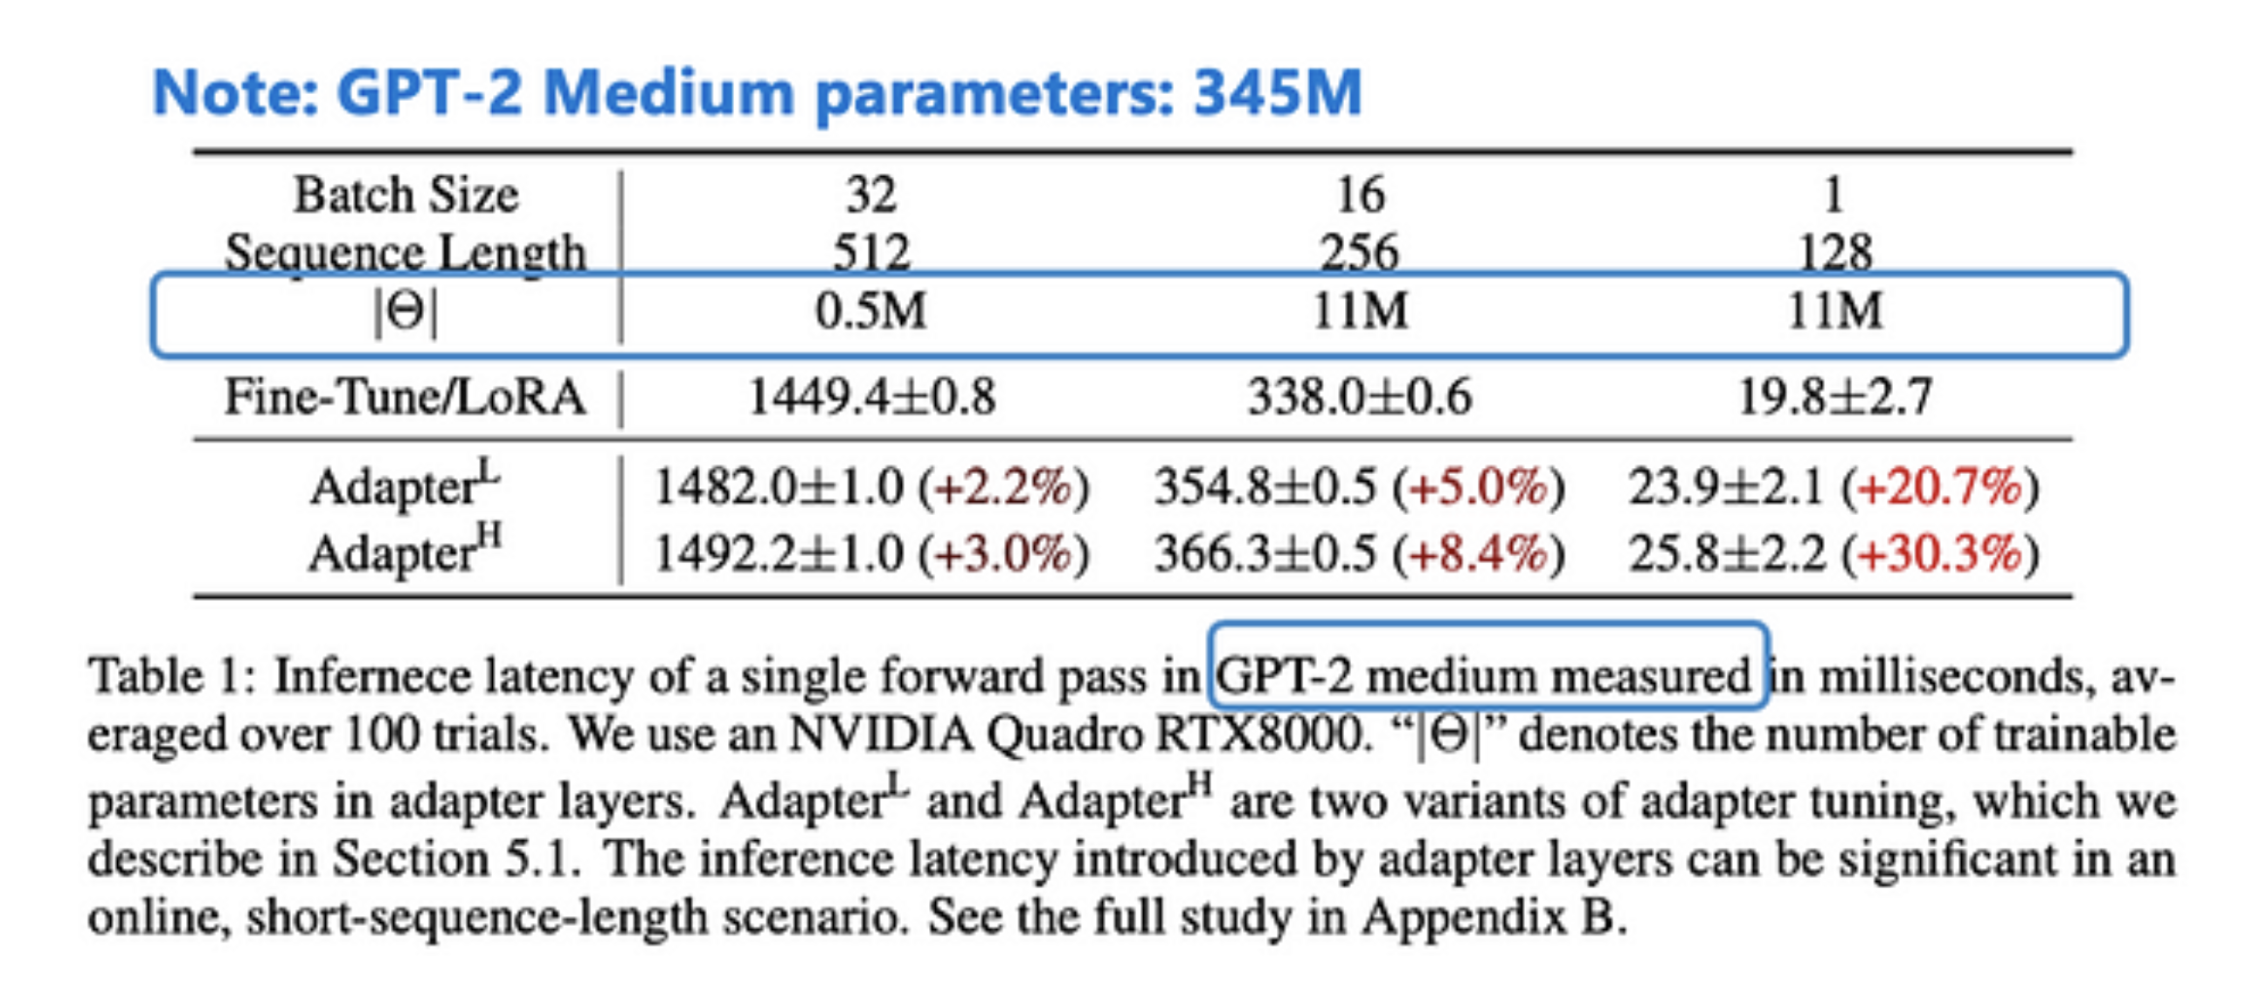 Note: GPT-2 Medium parameters: 345M
Batch Size 32 16 1
Sequence Length 512 256 128
|Θ| 0.5M 11M 11M
Fine-Tune/LoRA 1449.4±0.8 338.0±0.6 19.8±2.7
Adapter^L 1482.0±1.0 (+2.2%) 354.8±0.5 (+5.0%) 23.9±2.1 (+20.7%)
Adapter^H 1492.2±1.0 (+3.0%) 366.3±0.5 (+8.4%) 25.8±2.2 (+30.3%)
Table 1: Infernece latency of a single forward pass in GPT-2 medium measured in milliseconds, av-
eraged over 100 trials. We use an NVIDIA Quadro RTX8000. “|Θ|” denotes the number of trainable
parameters in adapter layers. Adapter^L and Adapter^H are two variants of adapter tuning, which we
describe in Section 5.1. The inference latency introduced by adapter layers can be significant in an
online, short-sequence-length scenario. See the full study in Appendix B.